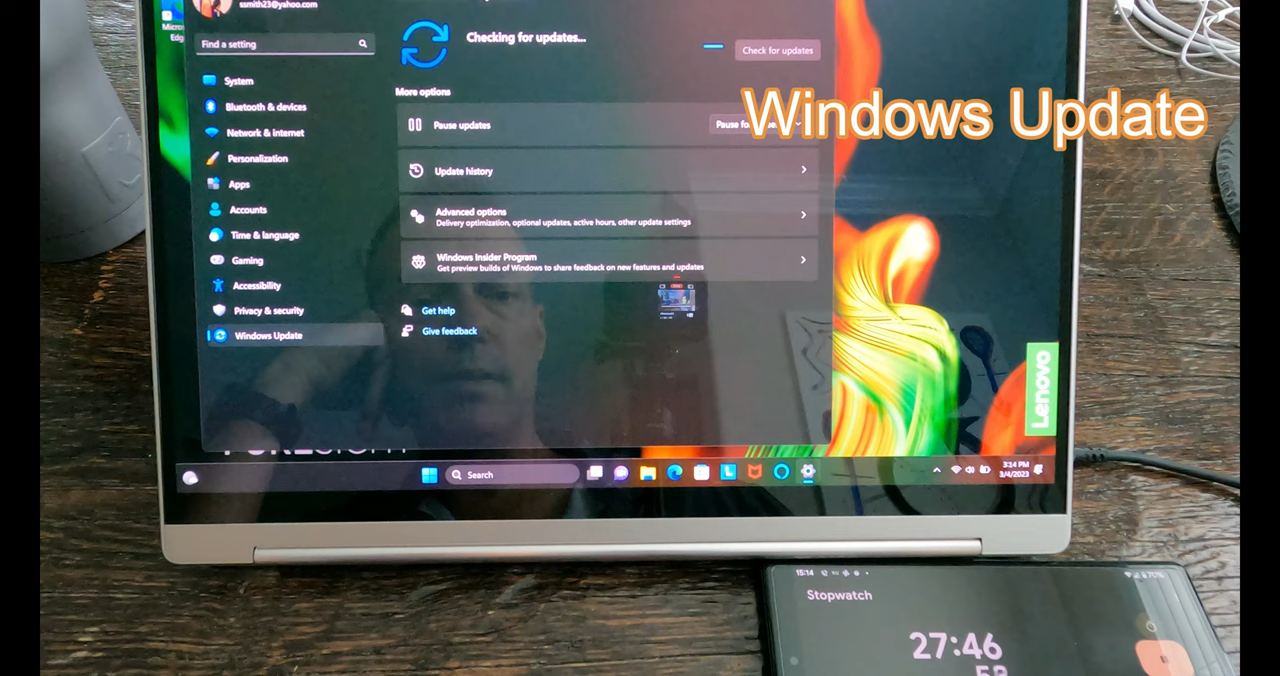 ssmith23@yahoo.com
Micro
Edg
Find a setting
Checking for updates...
Check for updates
System
More options
Bluetooth & devices
Windows Update
Pause updates
Network & internet
Personalization
Update history
Apps
Accounts
Advanced options
Delivery optimization, optional updates, active hours, other update settings
Time & language
Gaming
Windows Insider Program
Get preview builds of Windows to share feedback on new features and updates
Accessibility
Privacy & security
Get help
Windows Update
Give feedback
Lenovo
Search
3:14 PM
3/4/2023
15:14
Stopwatch
27:46
58